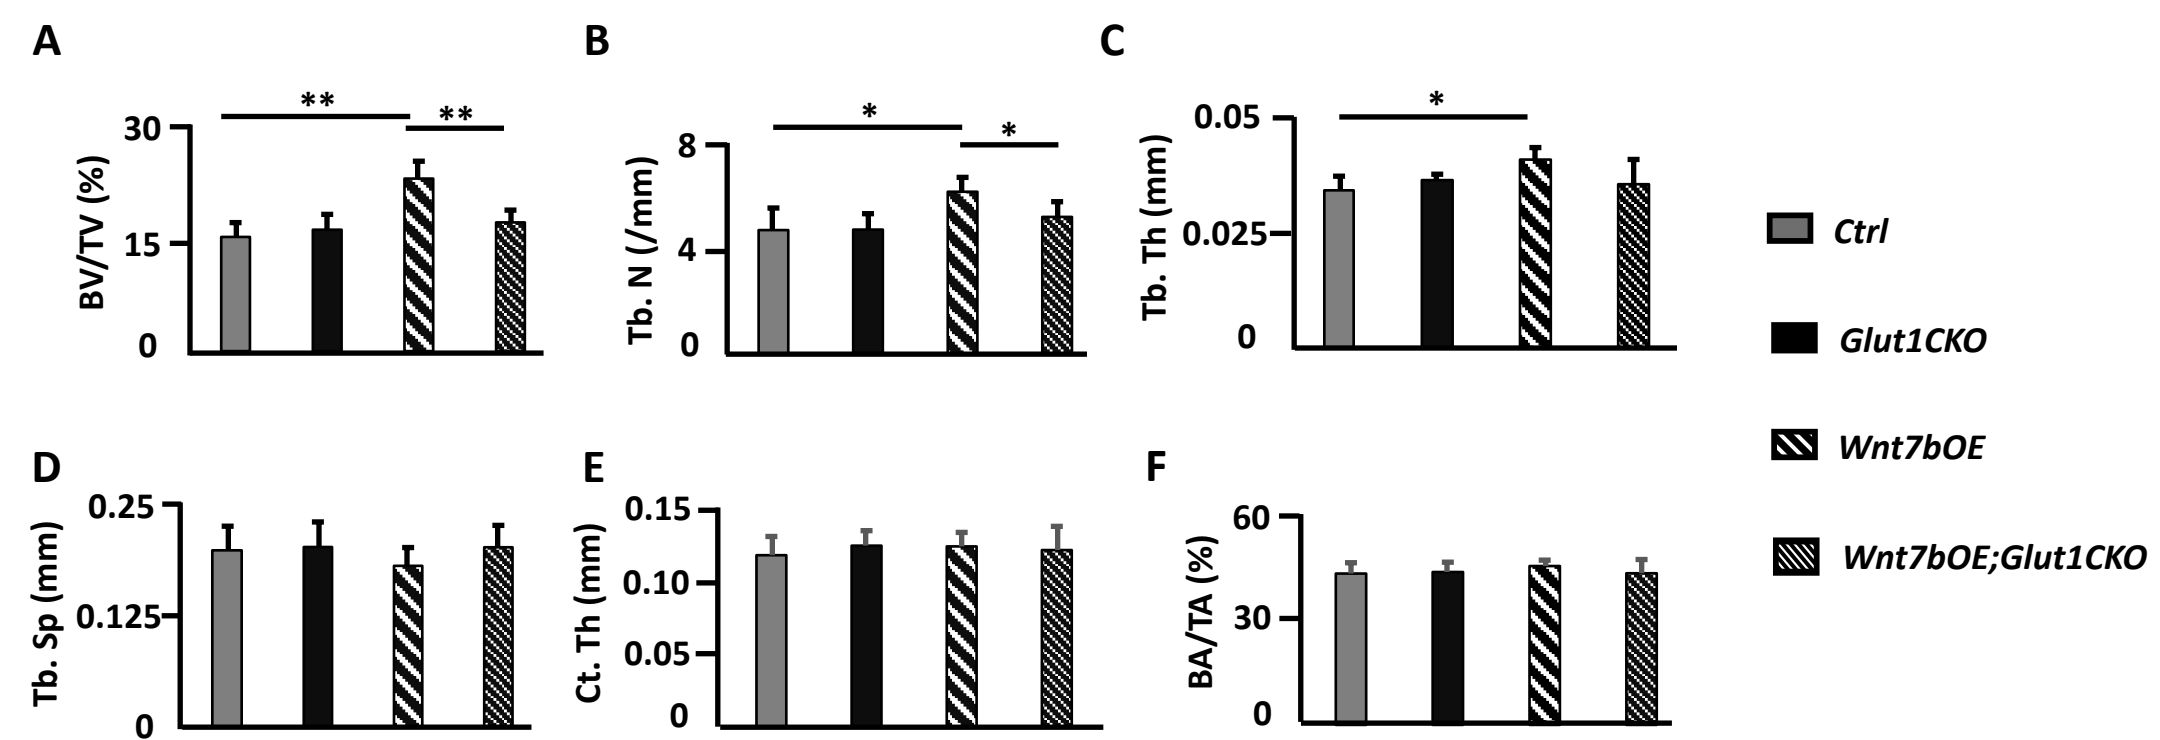 A
B
C
**
**
30
15
0
BV/TV (%)
*
*
8
4
0
Tb. N (/mm)
*
0.05
0.025
0
Tb. Th (mm)
Ctrl
Glut1CKO
Wnt7bOE
Wnt7bOE;Glut1CKO
D
E
F
0.25
0.125
0
Tb. Sp (mm)
0.15
0.10
0.05
0
Ct. Th (mm)
60
30
0
BA/TA (%)